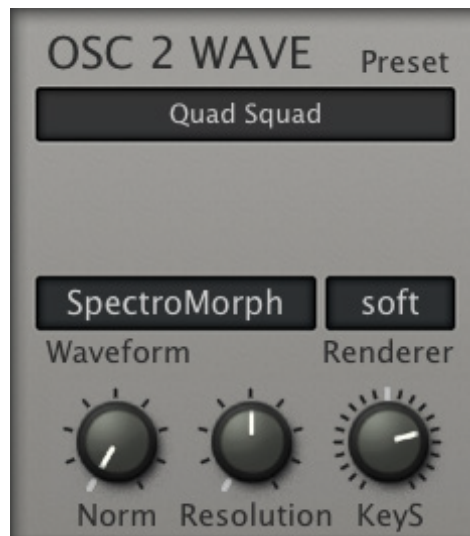 OSC 2 WAVE Preset
Quad Squad
SpectroMorph soft
Waveform Renderer
Norm Resolution KeyS